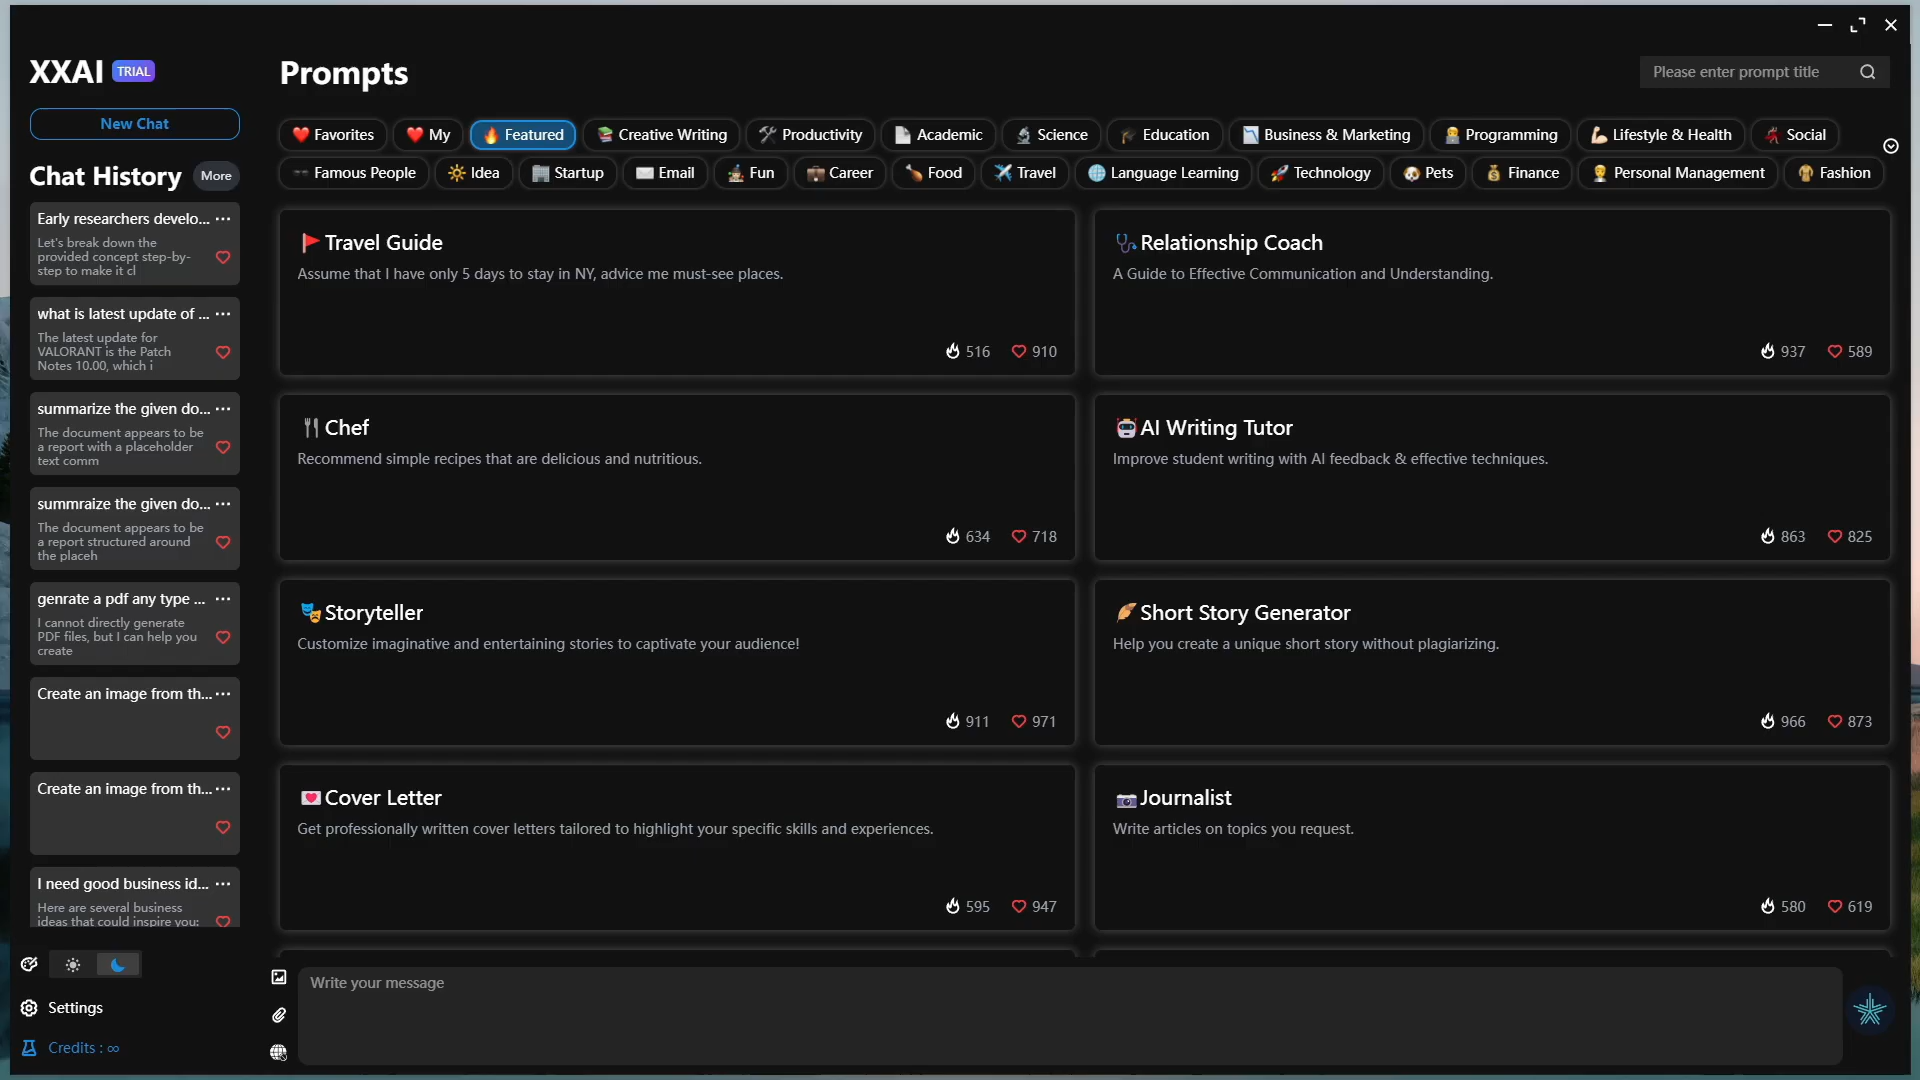 XXAI TRIAL
New Chat
Chat History More
Early researchers develo...
Let's break down the
provided concept step-by-
step to make it cl
what is latest update of ...
The latest update for
VALORANT is the Patch
Notes 10.00, which i
summarize the given do...
The document appears to be
a report with a placeholder
text comm
summraize the given do...
The document appears to be
a report structured around
the placeh
genrate a pdf any type ...
I cannot directly generate
PDF files, but I can help you
create
Create an image from th...
Create an image from th...
I need good business id...
Here are several business
ideas that could inspire you:
Settings
Credits : ∞
Prompts
Please enter prompt title
Favorites My Featured Creative Writing Productivity Academic Science Education Business & Marketing Programming Lifestyle & Health Social
Famous People Idea Startup Email Fun Career Food Travel Language Learning Technology Pets Finance Personal Management Fashion
Travel Guide
Assume that I have only 5 days to stay in NY, advice me must-see places.
516 910
Relationship Coach
A Guide to Effective Communication and Understanding.
937 589
Chef
Recommend simple recipes that are delicious and nutritious.
634 718
AI Writing Tutor
Improve student writing with AI feedback & effective techniques.
863 825
Storyteller
Customize imaginative and entertaining stories to captivate your audience!
911 971
Short Story Generator
Help you create a unique short story without plagiarizing.
966 873
Cover Letter
Get professionally written cover letters tailored to highlight your specific skills and experiences.
595 947
Journalist
Write articles on topics you request.
580 619
Write your message